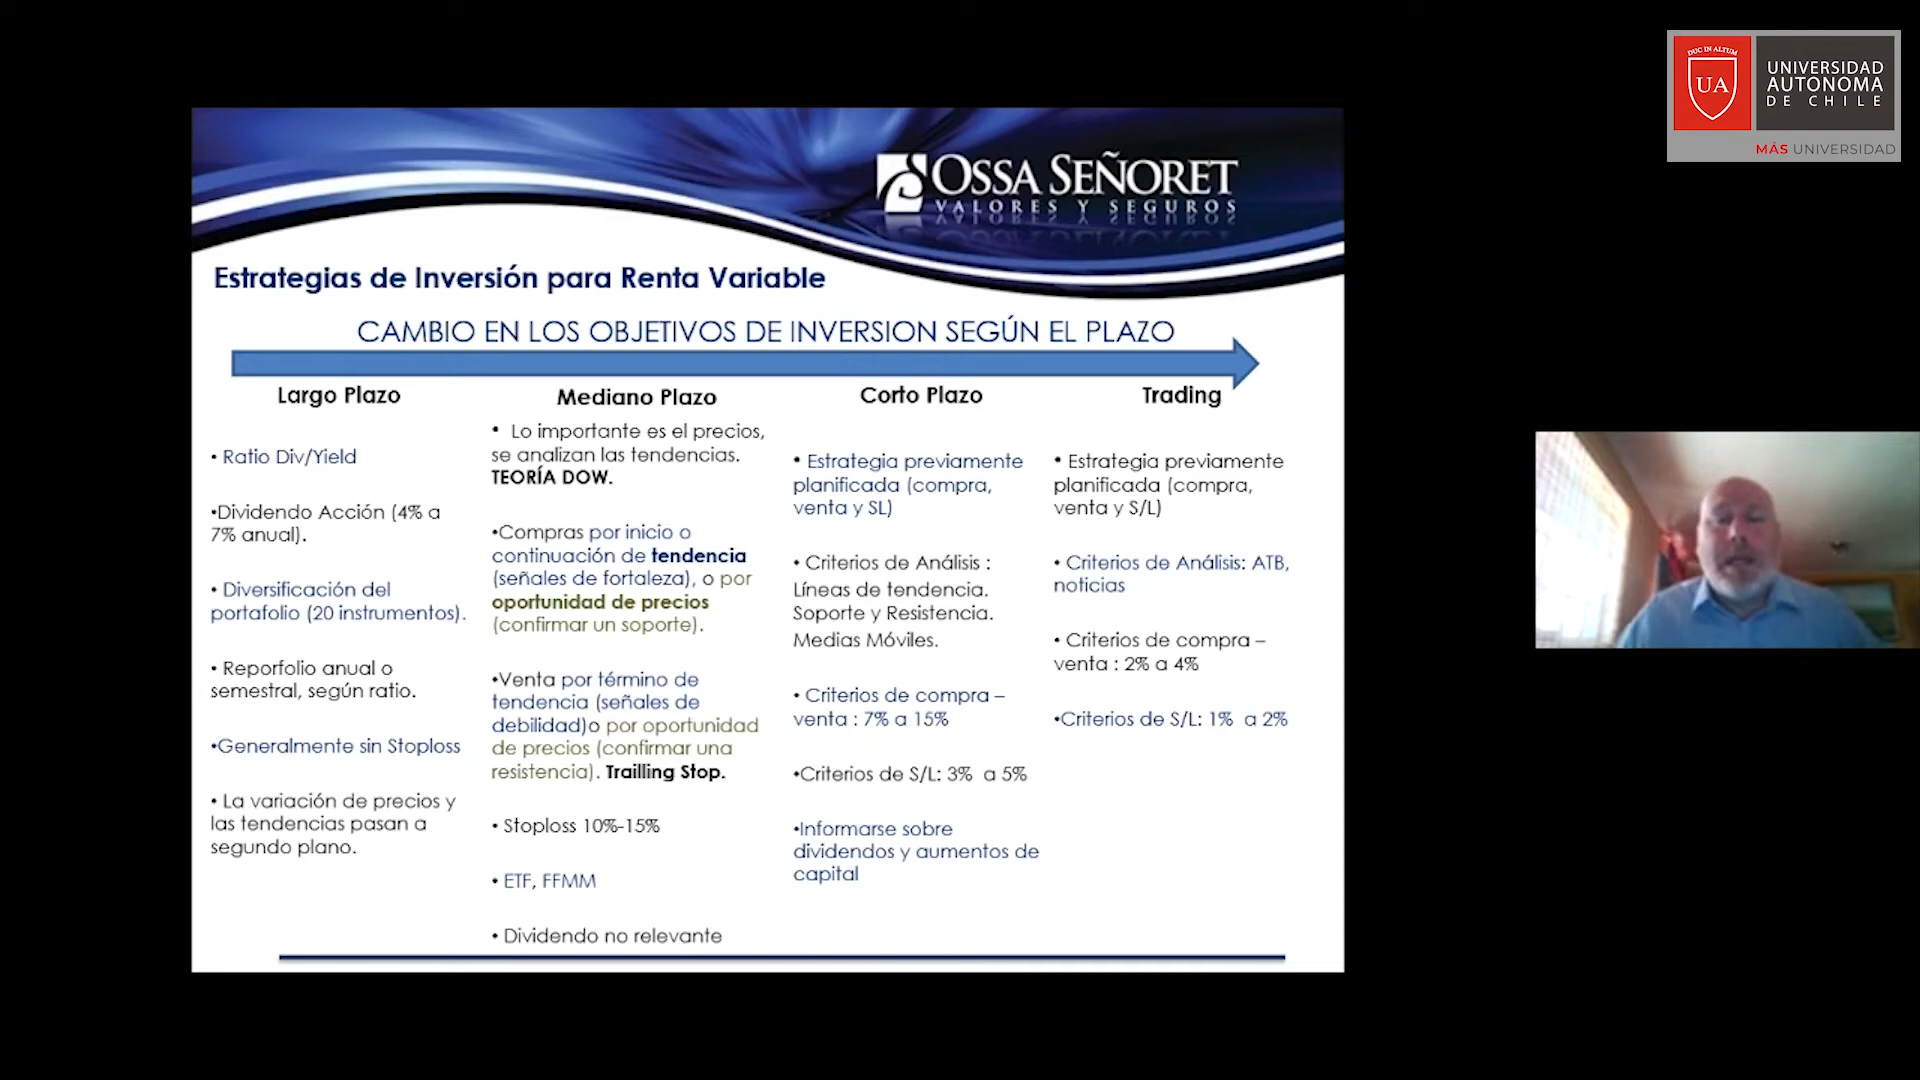 DUC IN ALTUM
UA
UNIVERSIDAD
AUTONOMA
DE CHILE
MÁS UNIVERSIDAD
OSSA SEÑORET
VALORES Y SEGUROS
Estrategias de Inversión para Renta Variable
CAMBIO EN LOS OBJETIVOS DE INVERSION SEGÚN EL PLAZO
Largo Plazo
• Ratio Div/Yield
•Dividendo Acción (4% a
7% anual).
• Diversificación del
portafolio (20 instrumentos).
• Reporfolio anual o
semestral, según ratio.
•Generalmente sin Stoploss
• La variación de precios y
las tendencias pasan a
segundo plano.
Mediano Plazo
• Lo importante es el precios,
se analizan las tendencias.
TEORÍA DOW.
•Compras por inicio o
continuación de tendencia
(señales de fortaleza), o por
oportunidad de precios
(confirmar un soporte).
•Venta por término de
tendencia (señales de
debilidad)o por oportunidad
de precios (confirmar una
resistencia). Trailling Stop.
• Stoploss 10%-15%
• ETF, FFMM
• Dividendo no relevante
Corto Plazo
• Estrategia previamente
planificada (compra,
venta y SL)
• Criterios de Análisis :
Líneas de tendencia.
Soporte y Resistencia.
Medias Móviles.
• Criterios de compra –
venta : 7% a 15%
•Criterios de S/L: 3% a 5%
•Informarse sobre
dividendos y aumentos de
capital
Trading
• Estrategia previamente
planificada (compra,
venta y S/L)
• Criterios de Análisis: ATB,
noticias
• Criterios de compra –
venta : 2% a 4%
•Criterios de S/L: 1% a 2%